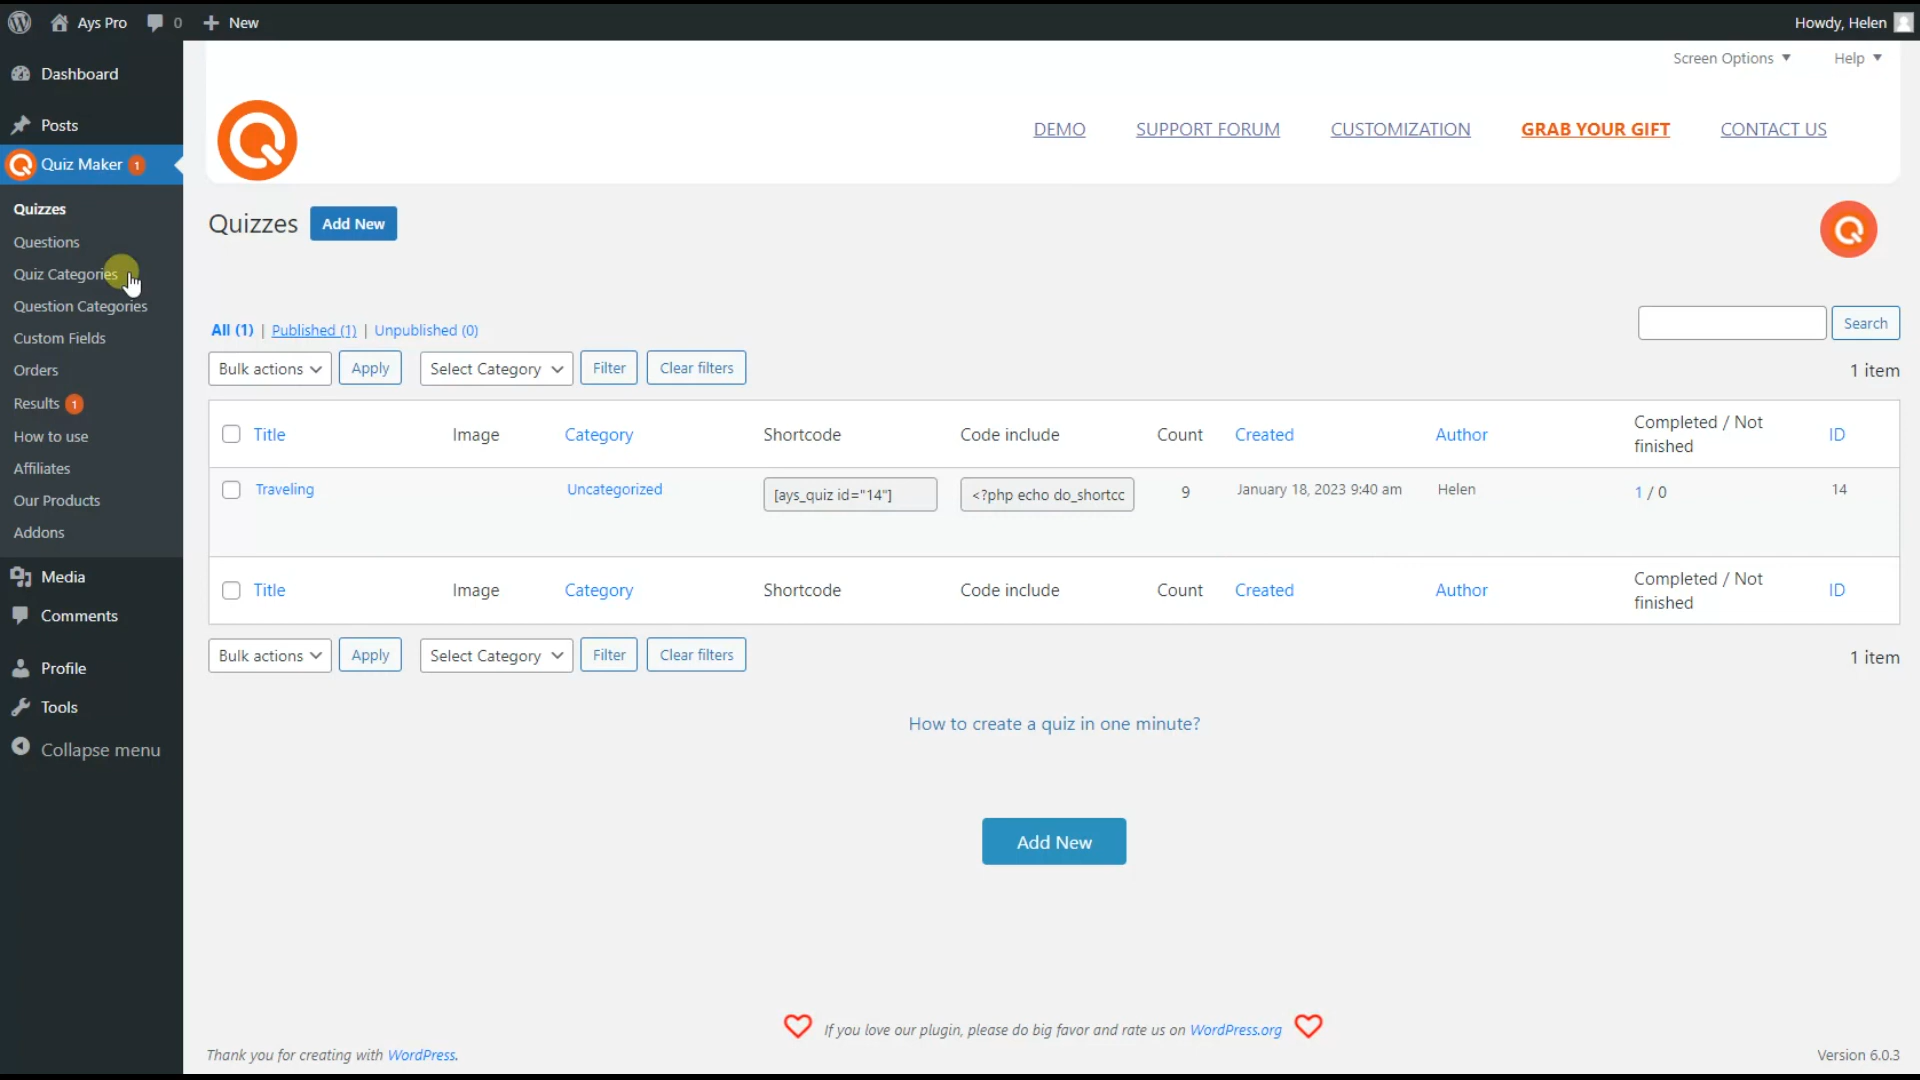 Ays Pro 0 New Howdy, Helen
Screen Options Help
Dashboard
Posts
Quiz Maker 1
Quizzes
Questions
Quiz Categories
Question Categories
Custom Fields
Orders
Results 1
How to use
Affiliates
Our Products
Addons
Media
Comments
Profile
Tools
Collapse menu
DEMO SUPPORT FORUM CUSTOMIZATION GRAB YOUR GIFT CONTACT US
Quizzes Add New
All (1) | Published (1) | Unpublished (0)
Search
Bulk actions Apply Select Category Filter Clear filters 1 item
Title Image Category Shortcode Code include Count Created Author Completed / Not finished ID
Traveling Uncategorized [ays_quiz id="14"] <?php echo do_shortcc 9 January 18, 2023 9:40 am Helen 1 / 0 14
Title Image Category Shortcode Code include Count Created Author Completed / Not finished ID
Bulk actions Apply Select Category Filter Clear filters 1 item
How to create a quiz in one minute?
Add New
If you love our plugin, please do big favor and rate us on WordPress.org
Thank you for creating with WordPress. Version 6.0.3